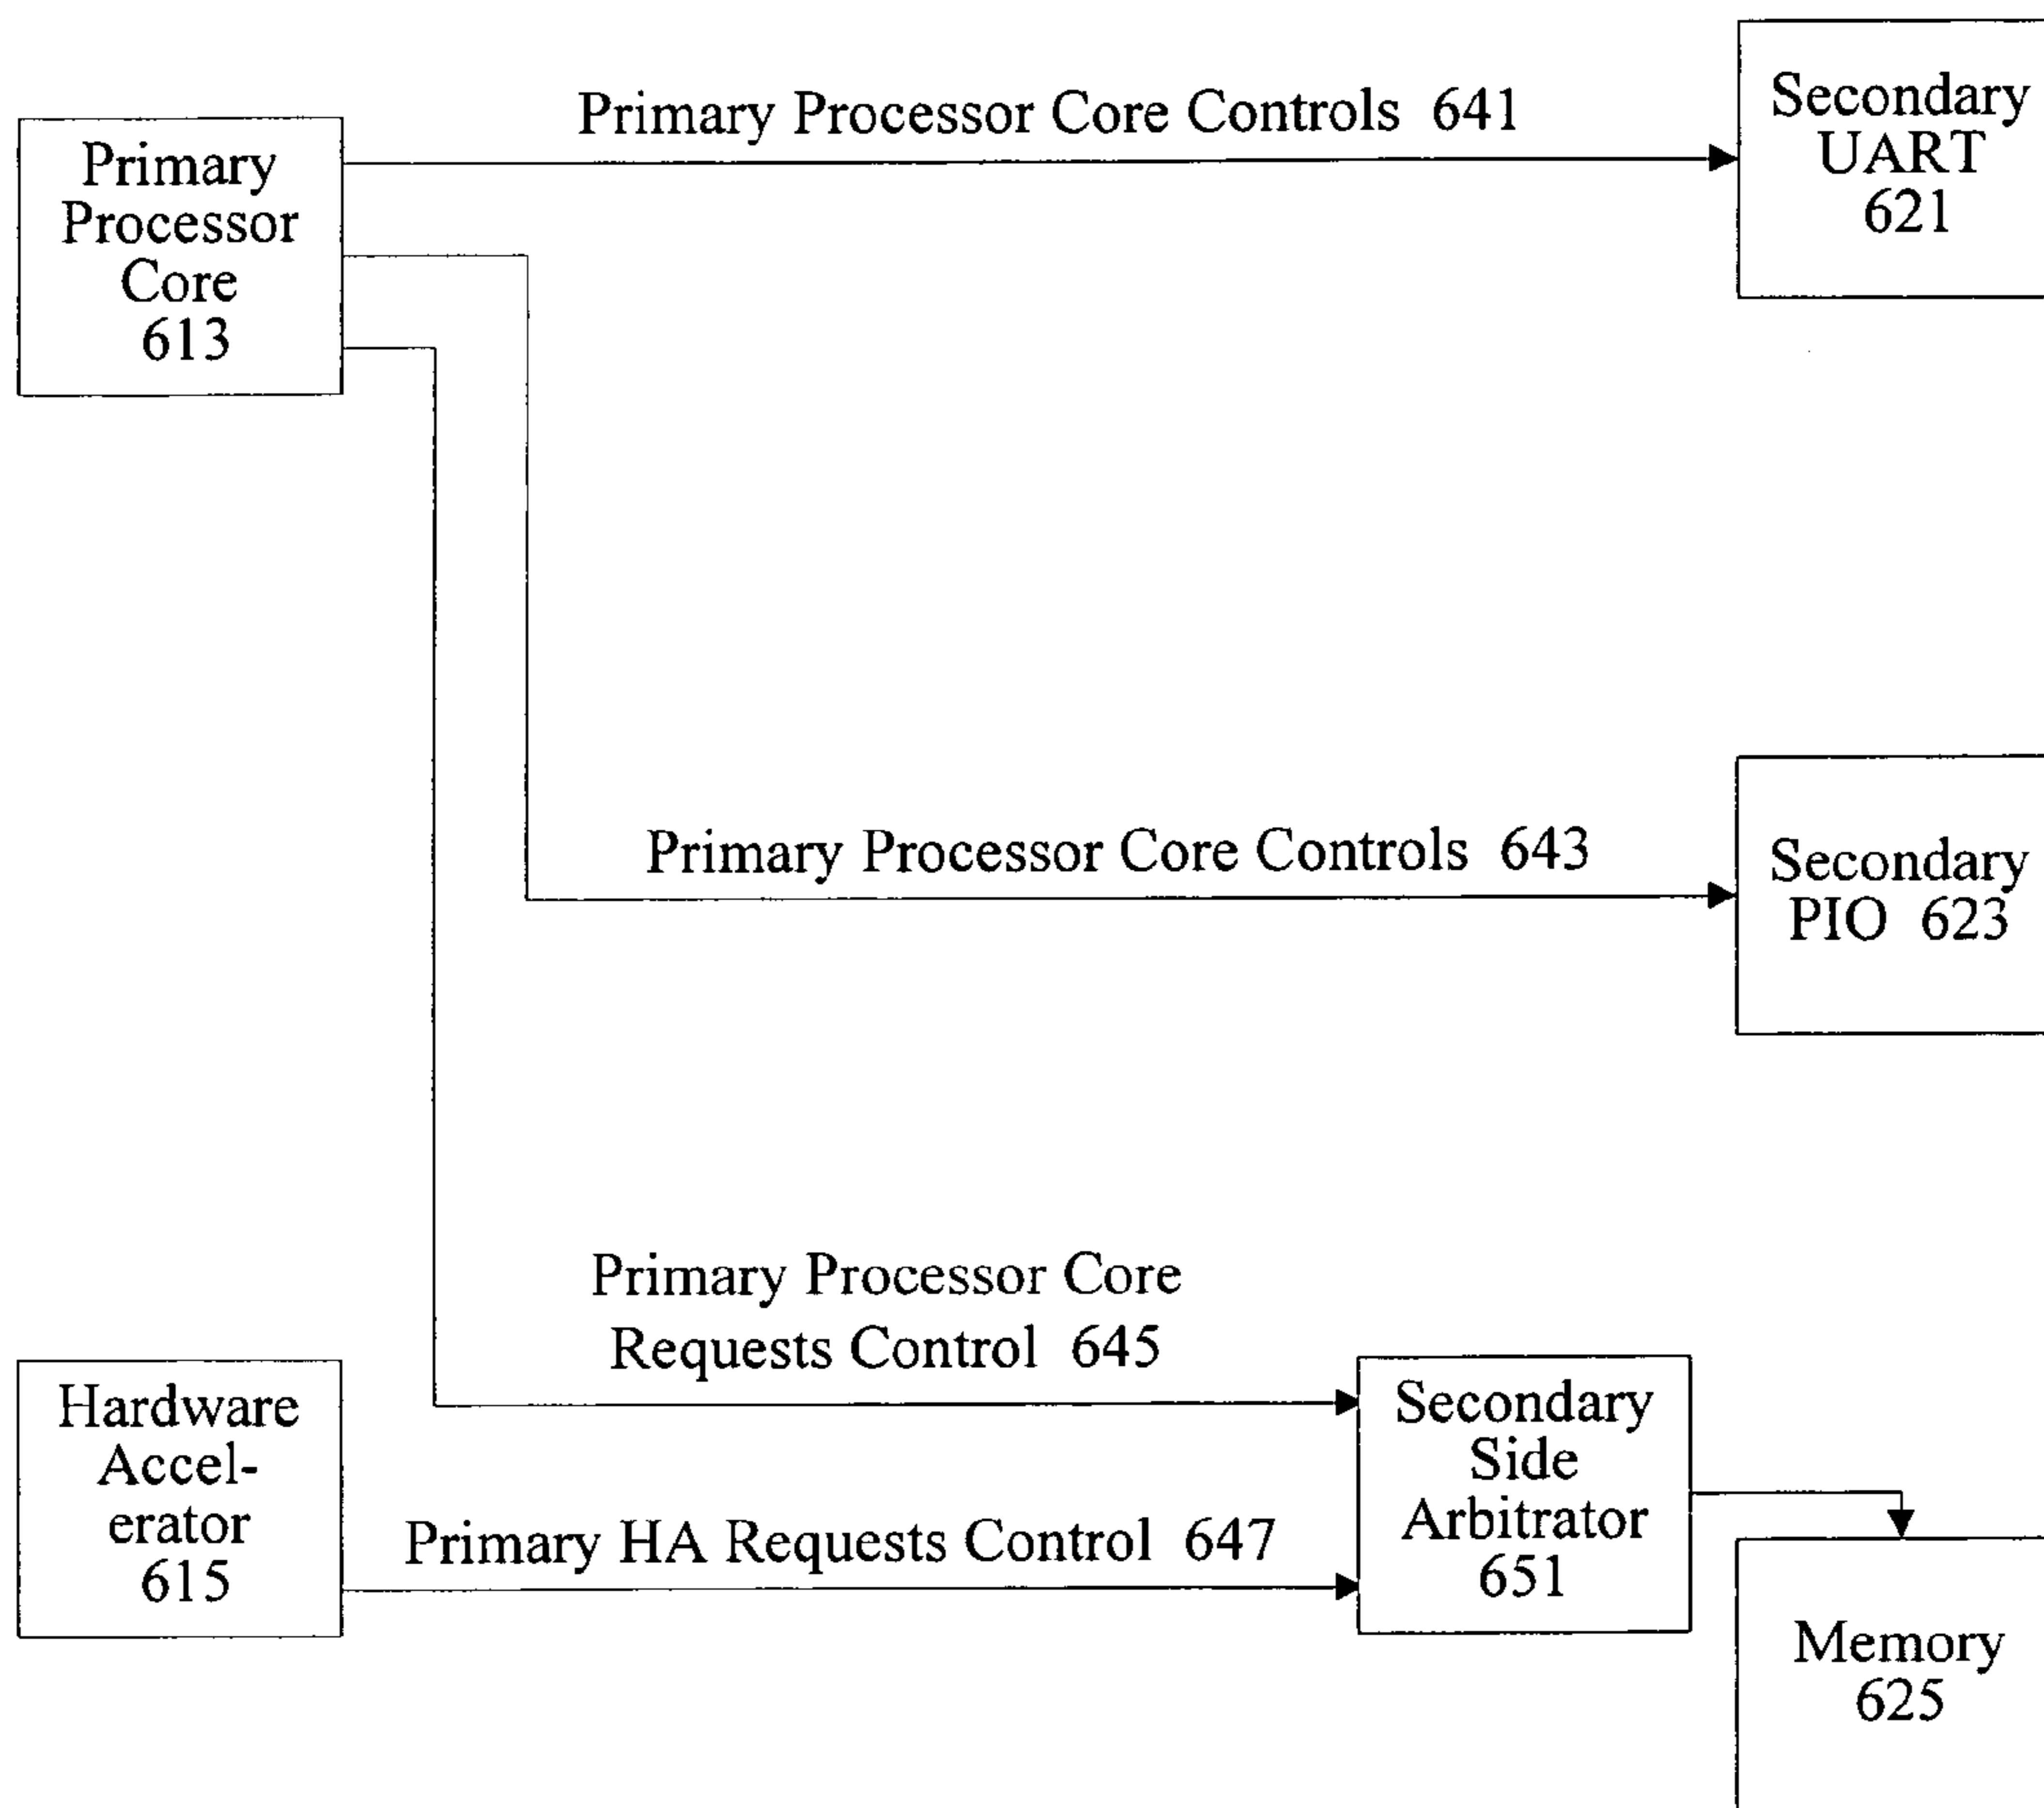 Primary Processor Core Controls 641
Secondary
UART
621
Primary
Processor
Core
613
Primary Processor Core Controls 643
Secondary
PIO 623
Primary Processor Core
Requests Control 645
Hardware
Accel-
erator
615
Primary HA Requests Control 647
Secondary
Side
Arbitrator
651
Memory
625